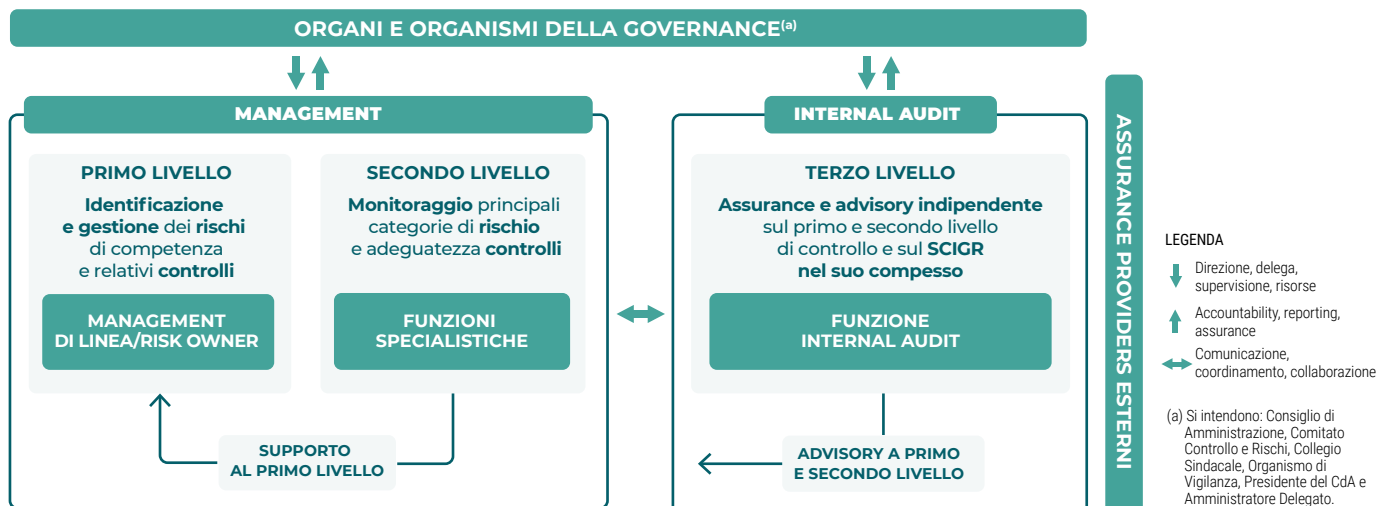 ORGANI E ORGANISMI DELLA GOVERNANCE(a)
MANAGEMENT
PRIMO LIVELLO
Identificazione
e gestione dei rischi
di competenza
e relativi controlli
MANAGEMENT
DI LINEA/RISK OWNER
SECONDO LIVELLO
Monitoraggio principali
categorie di rischio
e adeguatezza controlli
FUNZIONI
SPECIALISTICHE
SUPPORTO
AL PRIMO LIVELLO
INTERNAL AUDIT
TERZO LIVELLO
Assurance e advisory indipendente
sul primo e secondo livello
di controllo e sul SCIGR
nel suo compesso
FUNZIONE
INTERNAL AUDIT
ADVISORY A PRIMO
E SECONDO LIVELLO
ASSURANCE PROVIDERS ESTERNI
LEGENDA
Direzione, delega,
supervisione, risorse
Accountability, reporting,
assurance
Comunicazione,
coordinamento, collaborazione
(a) Si intendono: Consiglio di
Amministrazione, Comitato
Controllo e Rischi, Collegio
Sindacale, Organismo di
Vigilanza, Presidente del CdA e
Amministratore Delegato.